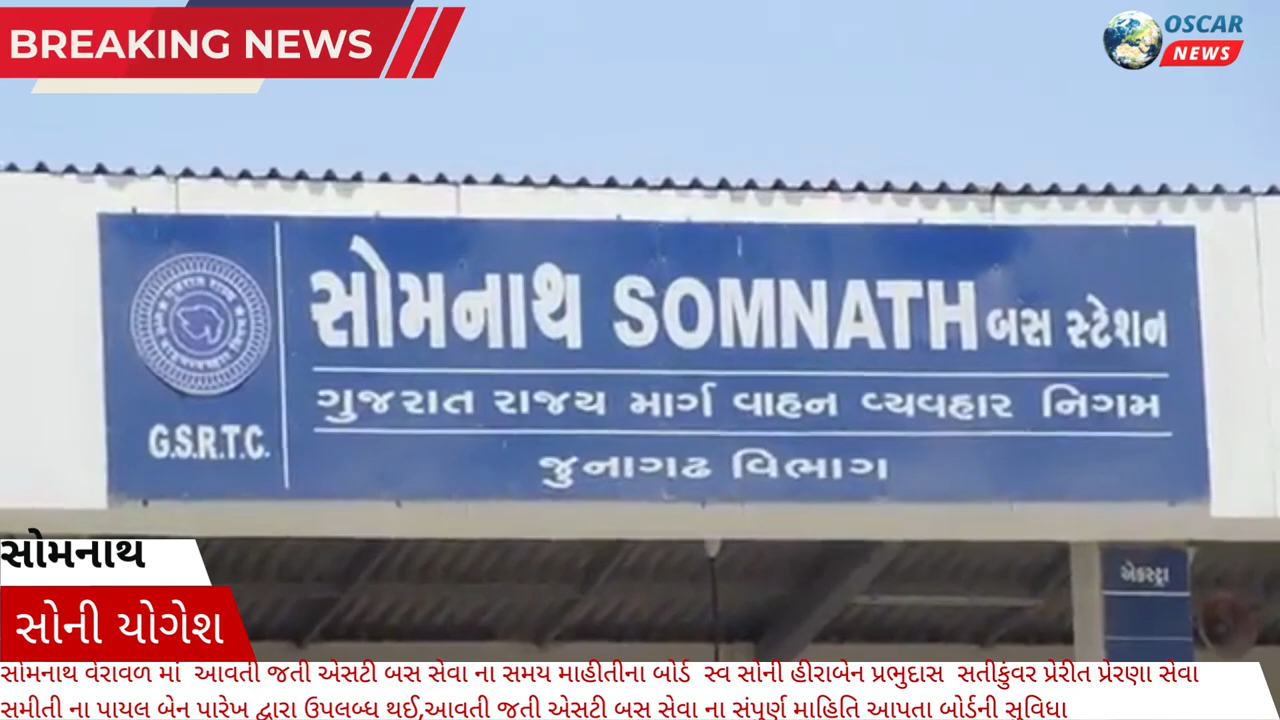 BREAKING NEWS
OSCAR
NEWS
સોમનાથ SOMNATH બસ સ્ટેશન
ગુજરાત રાજ્ય માર્ગ વાહન વ્યવહાર નિગમ
G.S.R.T.C.
જુનાગઢ વિભાગ
સોમનાથ
એકસ્ટ્રા
સોની યોગેશ
સોમનાથ વેરાવળ માં આવતી જતી એસટી બસ સેવા ના સમય માહીતીના બોર્ડ સ્વ સોની હીરાબેન પ્રભુદાસ સતીકુંવર પ્રેરીત પ્રેરણા સેવા
સમીતી ના પાયલ બેન પારેખ દ્વારા ઉપલબ્ધ થઈ,આવતી જતી એસટી બસ સેવા ના સંપૂર્ણ માહિતિ આપતા બોર્ડની સુવિધા